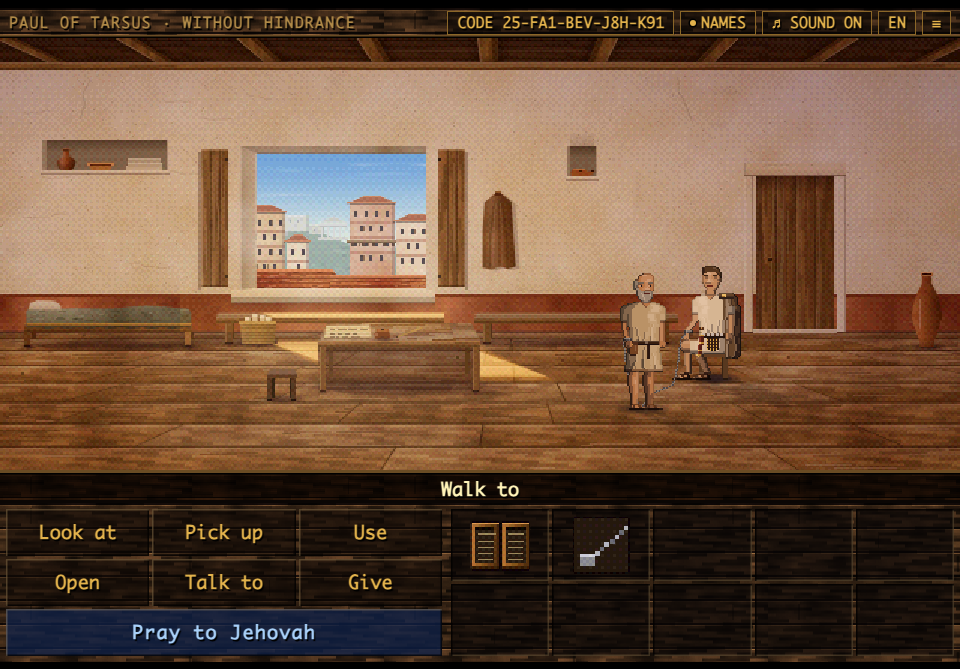 PAUL OF TARSUS · WITHOUT HINDRANCE
CODE 25-FA1-BEV-J8H-K91
NAMES
SOUND ON
EN
Walk to
Look at
Pick up
Use
Open
Talk to
Give
Pray to Jehovah